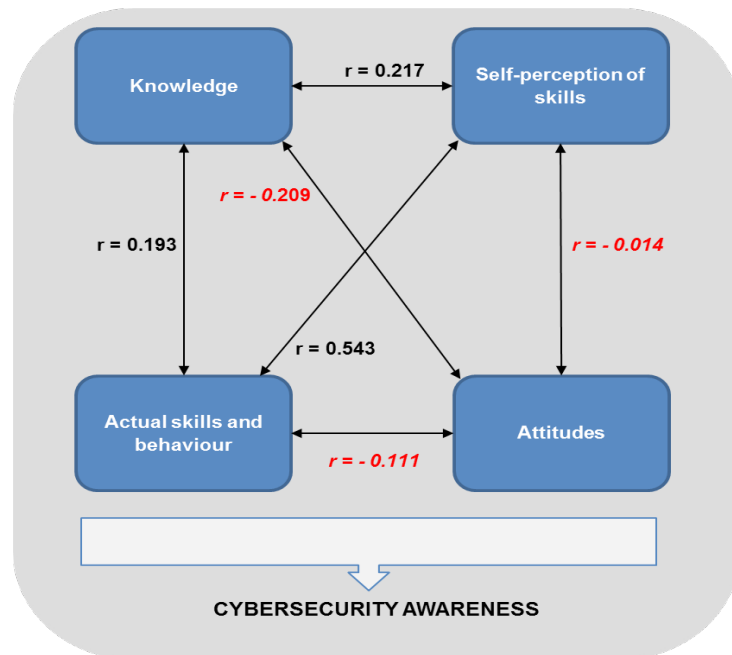 Knowledge
r = 0.217
Self-perception of
skills
r = - 0.209
r = 0.193
r = - 0.014
r = 0.543
Actual skills and
behaviour
r = - 0.111
Attitudes
CYBERSECURITY AWARENESS